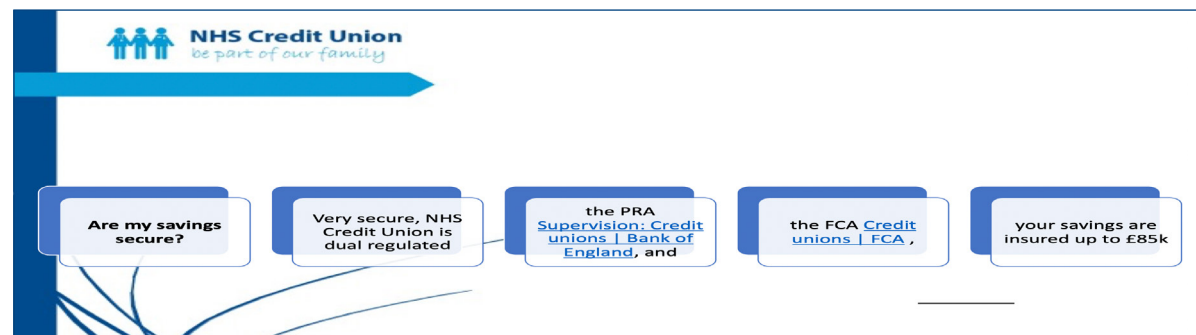 NHS Credit Union
be part of our family
Are my savings
secure?
Very secure, NHS
Credit Union is
dual regulated
the PRA
Supervision: Credit
unions | Bank of
England, and
the FCA Credit
unions | FCA ,
your savings are
insured up to £85k